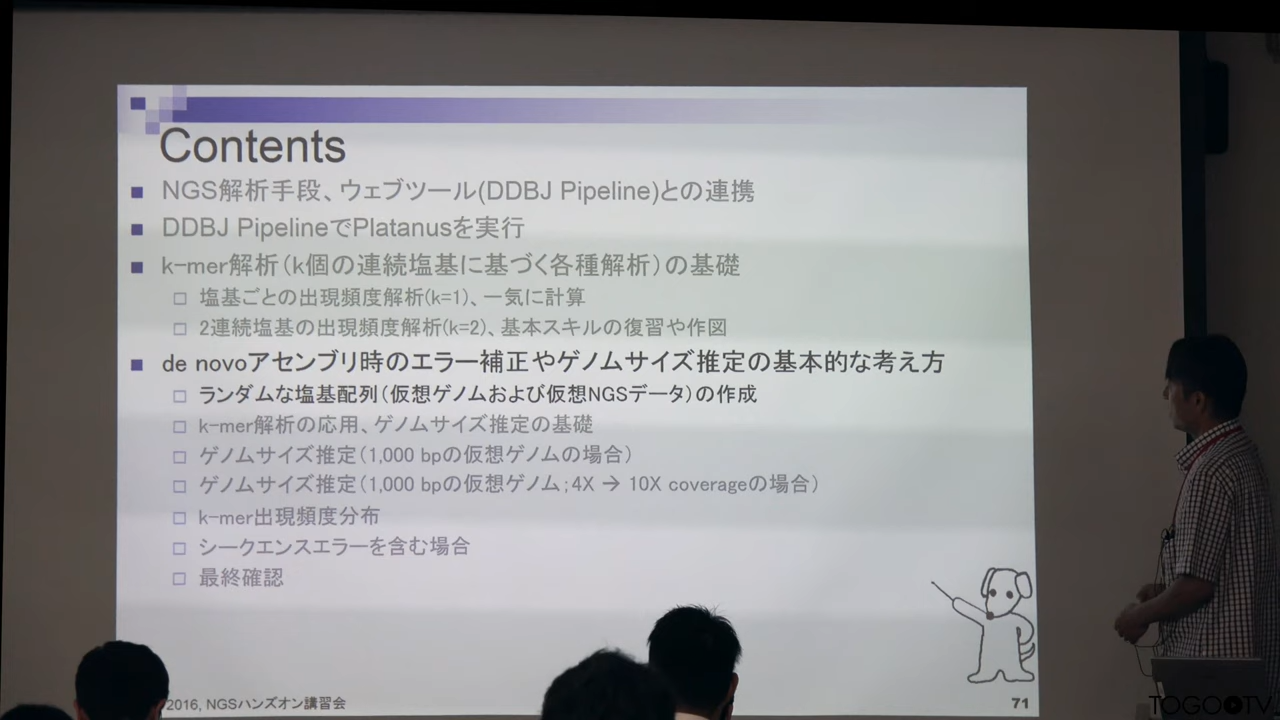 Contents
NGS解析手段、ウェブツール(DDBJ Pipeline)との連携
DDBJ PipelineでPlatanusを実行
k-mer解析(k個の連続塩基に基づく各種解析)の基礎
塩基ごとの出現頻度解析(k=1)、一気に計算
2連続塩基の出現頻度解析(k=2)、基本スキルの復習や作図
de novoアセンブリ時のエラー補正やゲノムサイズ推定の基本的な考え方
ランダムな塩基配列(仮想ゲノムおよび仮想NGSデータ)の作成
k-mer解析の応用、ゲノムサイズ推定の基礎
ゲノムサイズ推定(1,000 bpの仮想ゲノムの場合)
ゲノムサイズ推定(1,000 bpの仮想ゲノム;4X → 10X coverageの場合)
k-mer出現頻度分布
シークエンスエラーを含む場合
最終確認
2016, NGSハンズオン講習会
71
TOGOTV